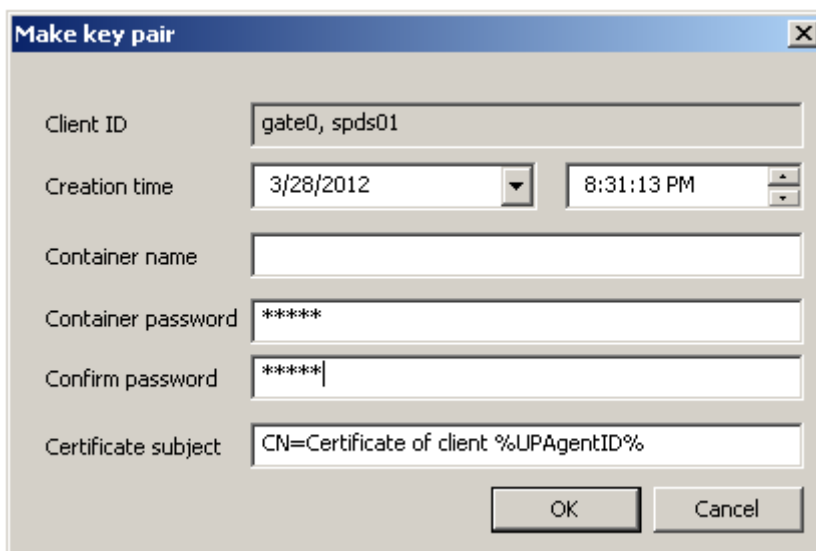 Make key pair
Client ID gate0, spds01
Creation time 3/28/2012 8:31:13 PM
Container name
Container password *****
Confirm password *****
Certificate subject CN=Certificate of client %UPAgentID%
OK Cancel